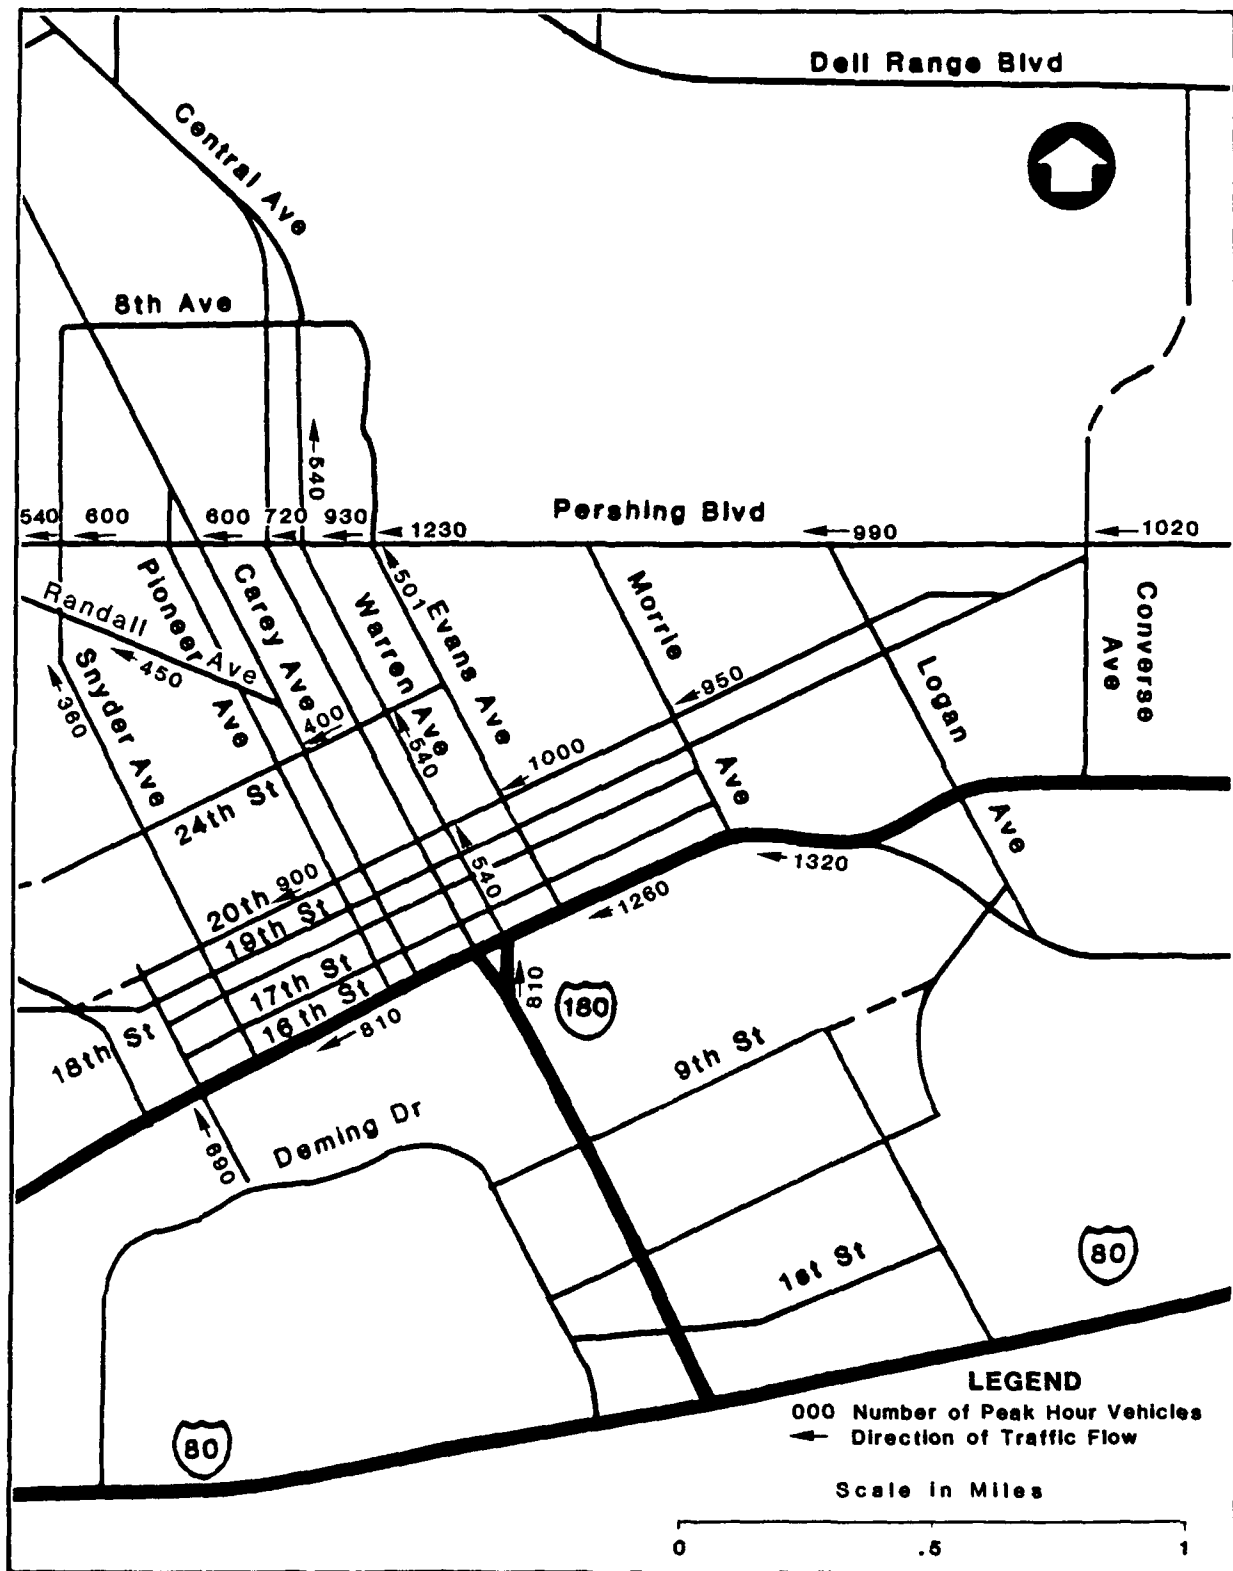 Dell Range Blvd
Central Ave
8th Ave
540
Pershing Blvd
540
600
600
720
930
1230
990
1020
501
Randall Ave
Pioneer Ave
Carey Ave
Warren Ave
Evans Ave
Morrie Ave
Logan Ave
Converse Ave
450
360
Snyder Ave
400
540
950
1000
24th St
20th
900
540
19th St
1320
1260
17th St
16th St
810
810
180
18th St
9th St
690
Deming Dr
1st St
80
80
LEGEND
000 Number of Peak Hour Vehicles
Direction of Traffic Flow
Scale in Miles
0 .5 1